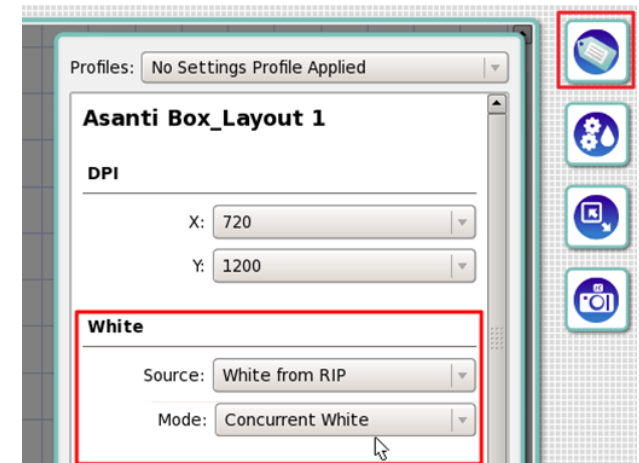 Profiles: No Settings Profile Applied
Asanti Box_Layout 1
DPI
X: 720
Y: 1200
White
Source: White from RIP
Mode: Concurrent White